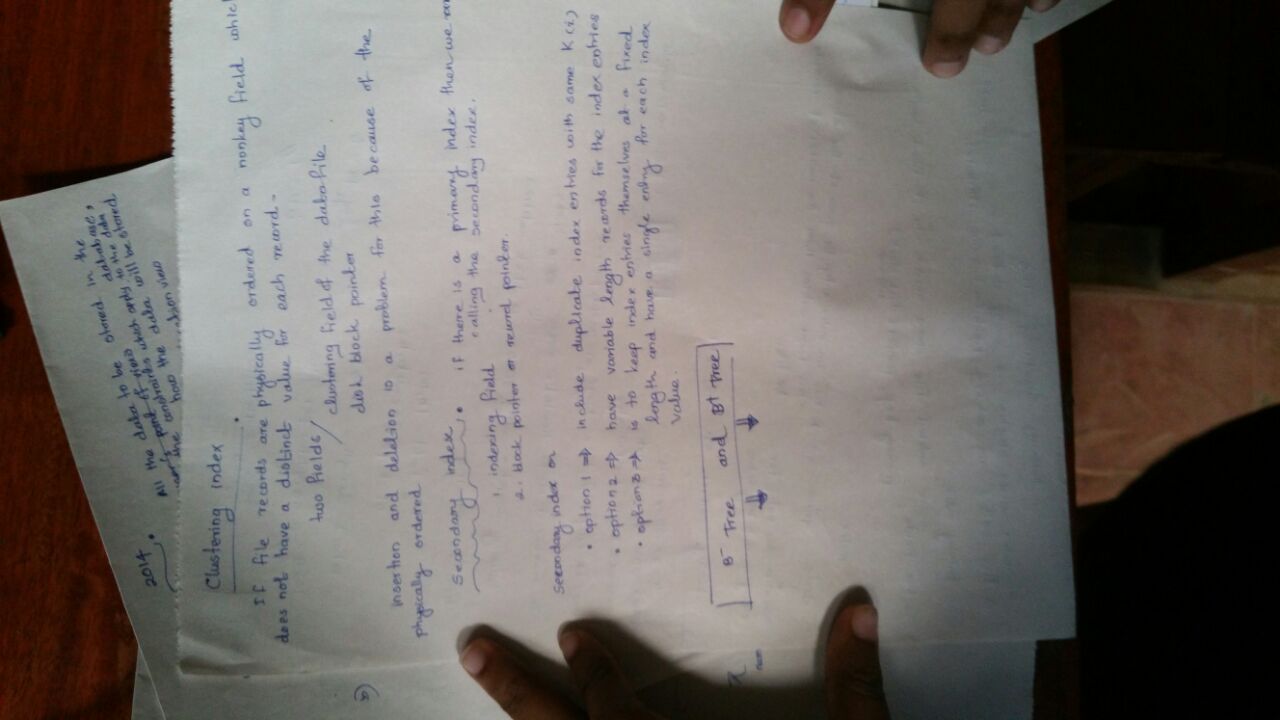 2014
All the data to be stored in the
user's point of view database,
the constraints which apply to the data
how the data will be stored
view
Clustering index
If file records are physically ordered on a nonkey field which
does not have a distinct value for each record.
two fields/
clustering field of the data file
disk block pointer
insertion and deletion is a problem for this because of the
physically ordered
Secondary index. if there is a primary index then we
calling the secondary index.
1. indexing field
2. block pointer or record pointer.
Secondary index on
• option 1 ⇒ include duplicate index entries with same K(i)
• option 2 ⇒ have variable length records for the index entries
• option 3 ⇒ is to keep index entries themselves at a fixed
length and have a single entry for each index
value.
B⁻ Tree and B⁺ Tree